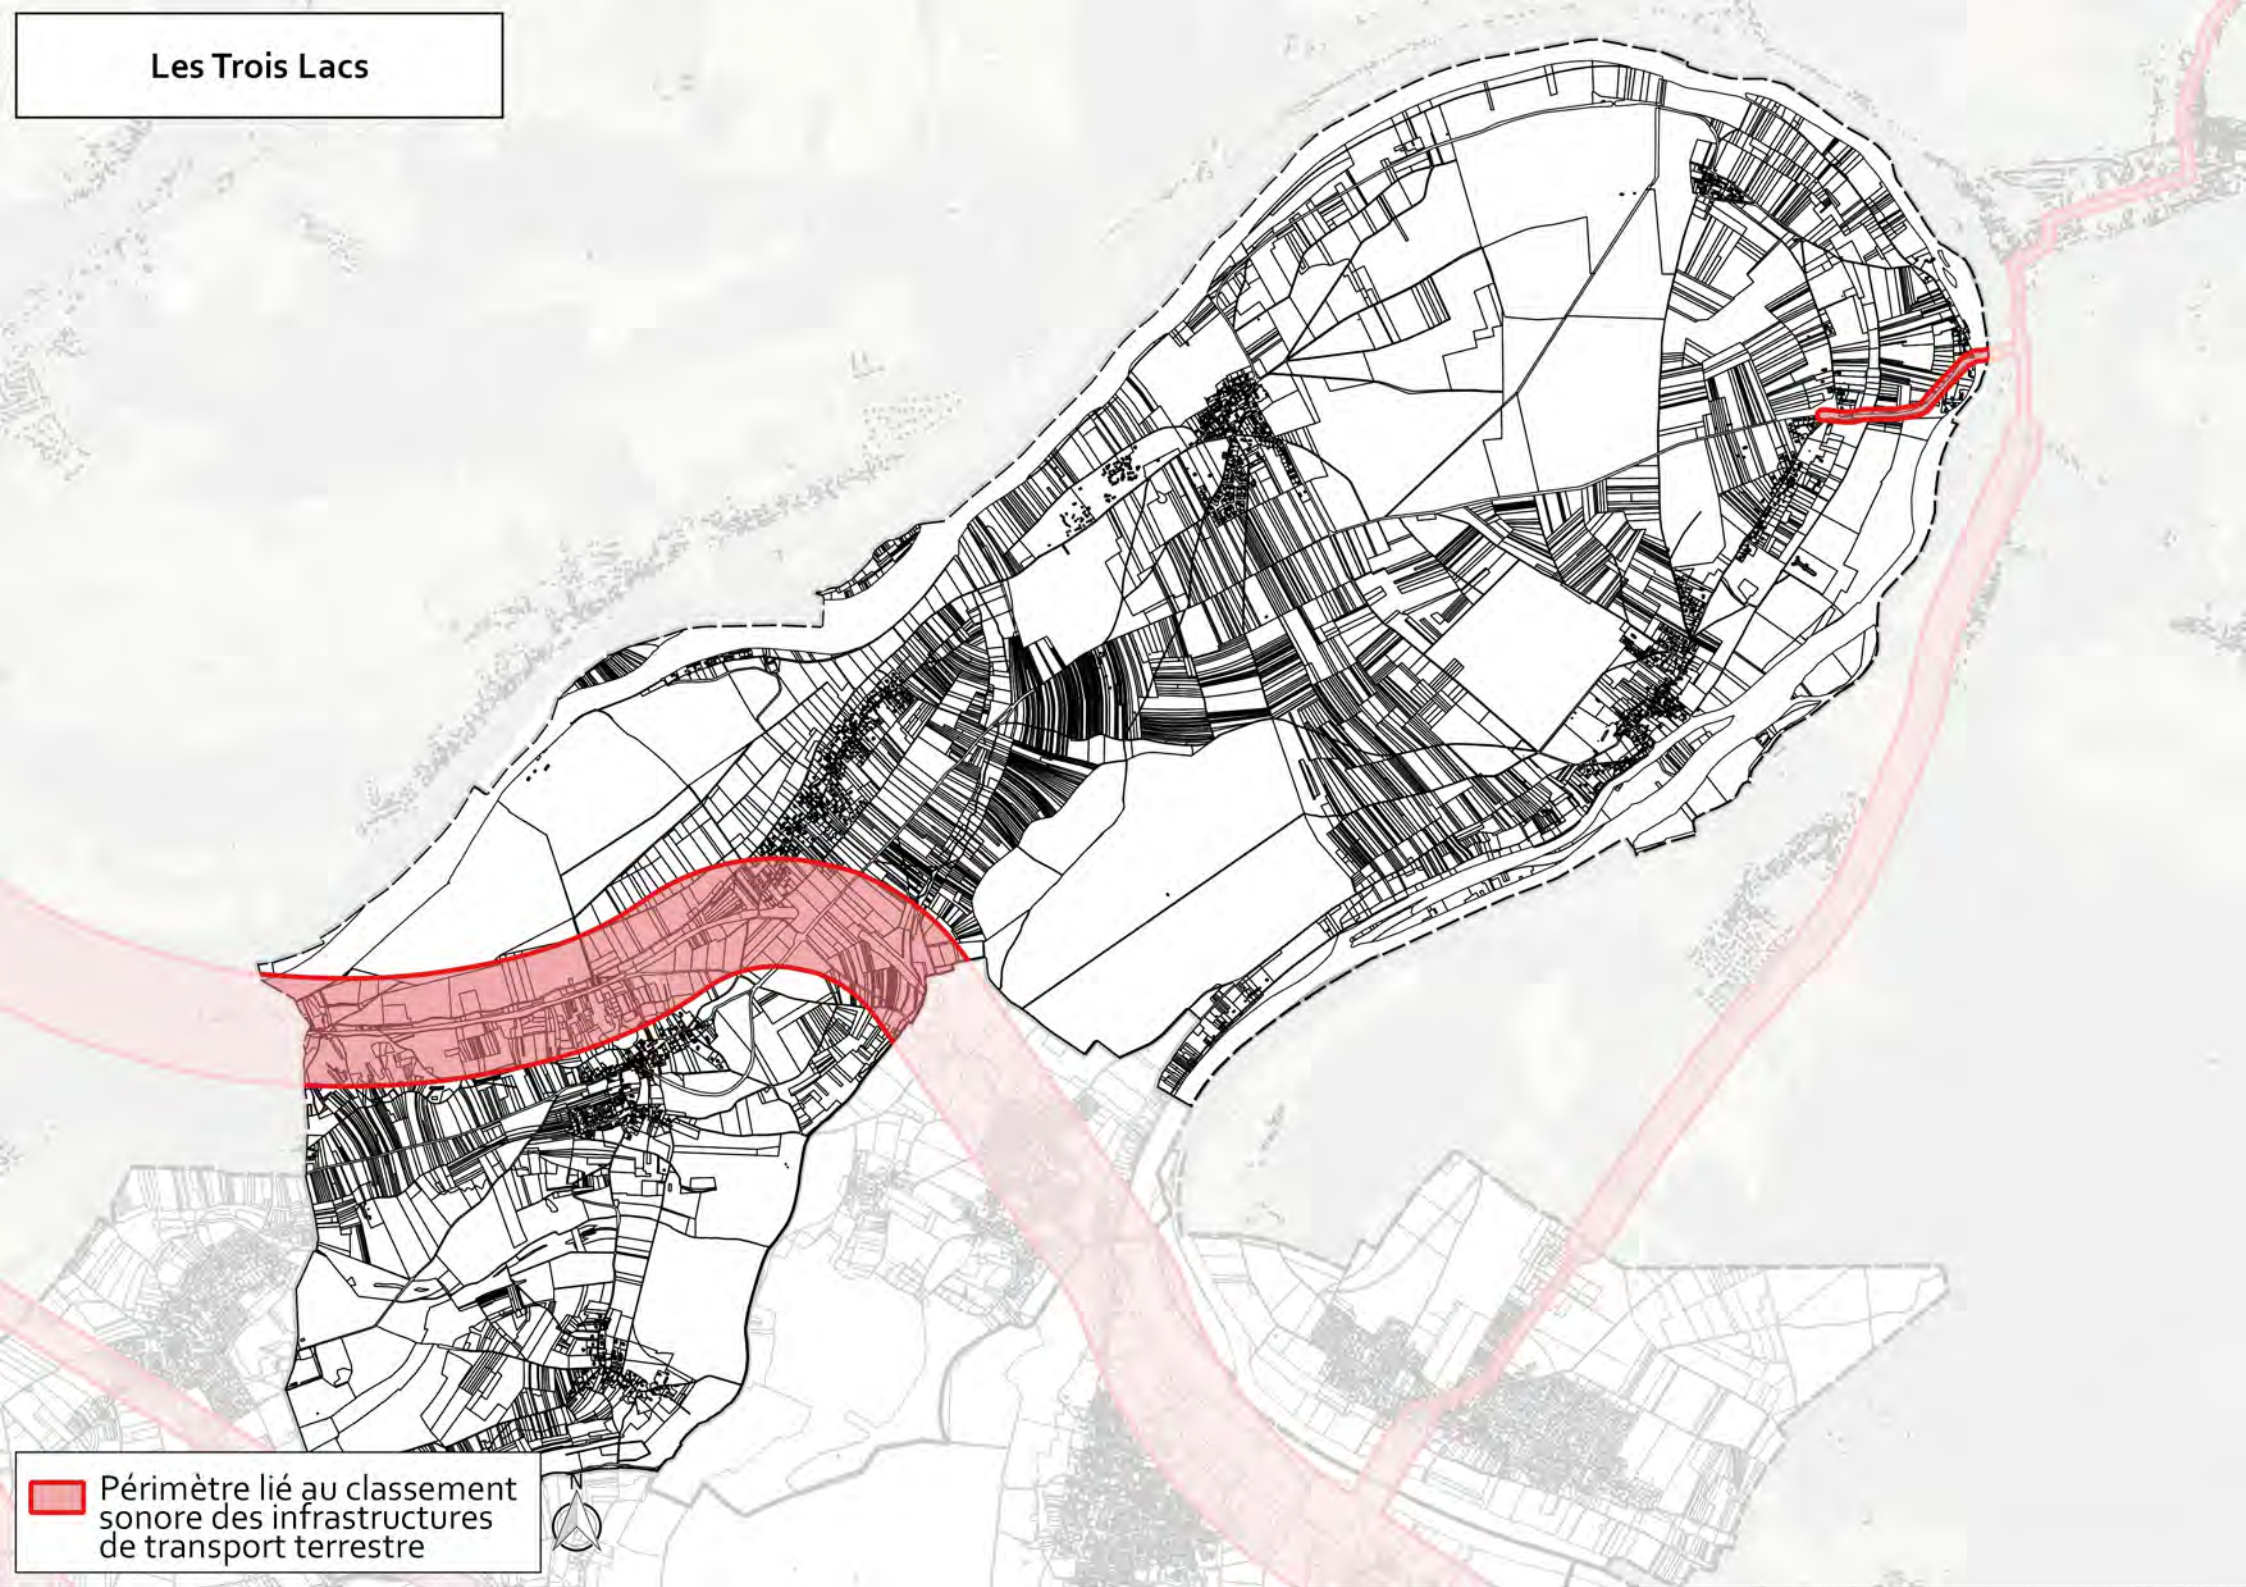 Les Trois Lacs
Périmètre lié au classement
sonore des infrastructures
de transport terrestre
N